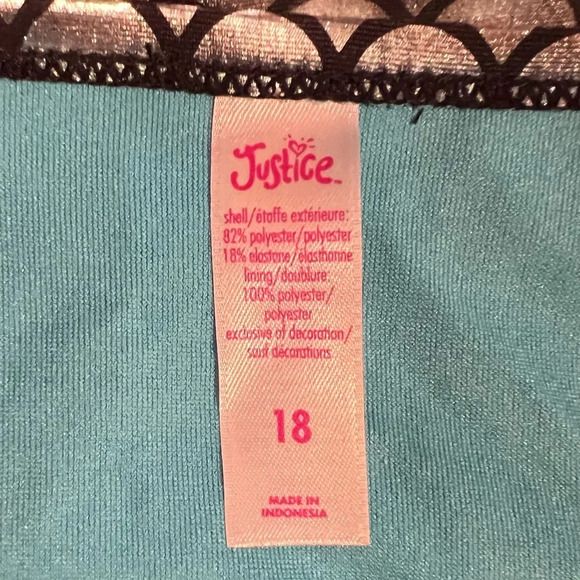 Justice™
shell/étoffe extérieure:
82% polyester/polyester
18% elastane/élasthanne
lining/doublure:
100% polyester/
polyester
exclusive of decoration/
sauf décorations
18
MADE IN
INDONESIA